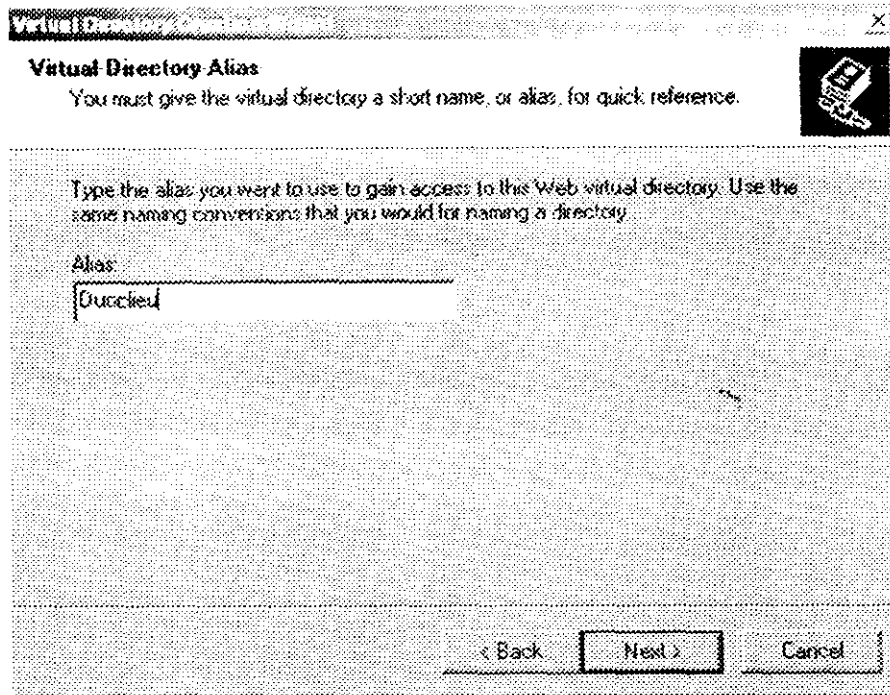 Virtual Directory
Virtual Directory Alias
You must give the virtual directory a short name, or alias, for quick reference.
Type the alias you want to use to gain access to this Web virtual directory. Use the
same naming conventions that you would for naming a directory.
Alias:
< Back Next > Cancel